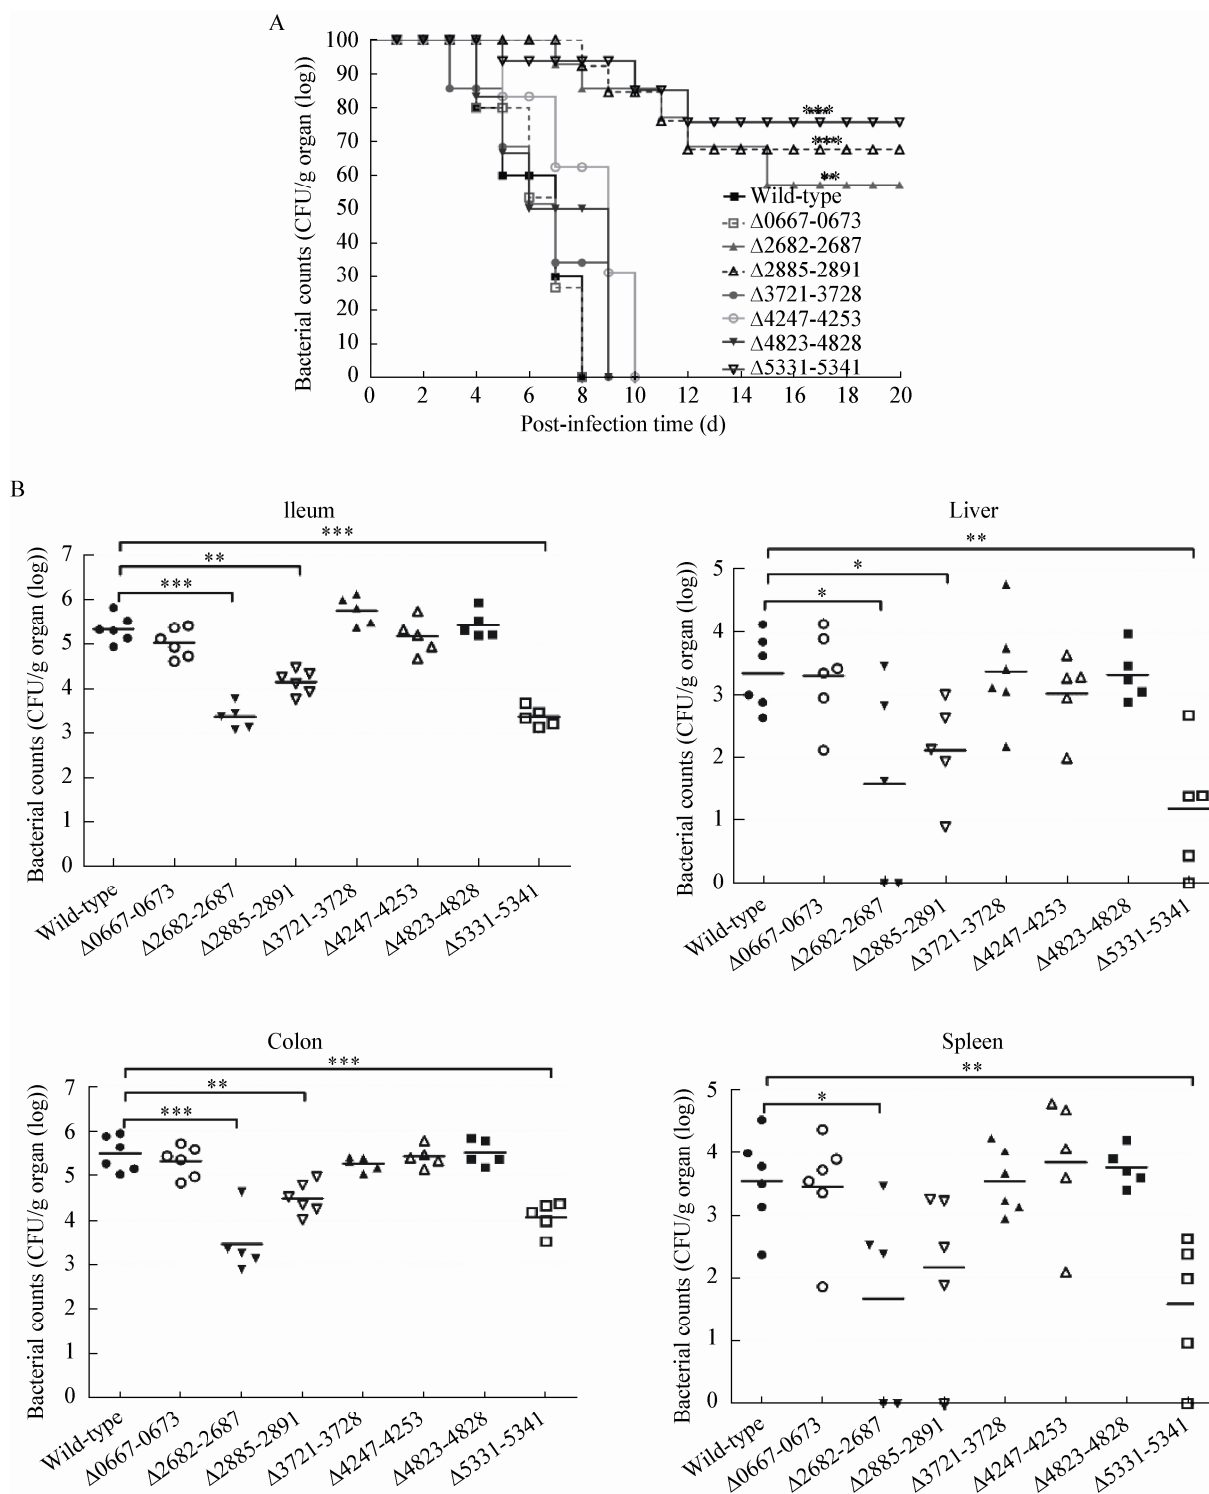 A
Bacterial counts (CFU/g organ (log))
100
90
80
70
60
50
40
30
20
10
0
***
***
**
Wild-type
Δ0667-0673
Δ2682-2687
Δ2885-2891
Δ3721-3728
Δ4247-4253
Δ4823-4828
Δ5331-5341
0 2 4 6 8 10 12 14 16 18 20
Post-infection time (d)
B
Ileum
***
**
***
Bacterial counts (CFU/g organ (log))
7
6
5
4
3
2
1
0
Wild-type
Δ0667-0673
Δ2682-2687
Δ2885-2891
Δ3721-3728
Δ4247-4253
Δ4823-4828
Δ5331-5341
Liver
**
*
*
Bacterial counts (CFU/g organ (log))
5
4
3
2
1
0
Wild-type
Δ0667-0673
Δ2682-2687
Δ2885-2891
Δ3721-3728
Δ4247-4253
Δ4823-4828
Δ5331-5341
Colon
***
**
***
Bacterial counts (CFU/g organ (log))
7
6
5
4
3
2
1
0
Wild-type
Δ0667-0673
Δ2682-2687
Δ2885-2891
Δ3721-3728
Δ4247-4253
Δ4823-4828
Δ5331-5341
Spleen
**
*
Bacterial counts (CFU/g organ (log))
5
4
3
2
1
0
Wild-type
Δ0667-0673
Δ2682-2687
Δ2885-2891
Δ3721-3728
Δ4247-4253
Δ4823-4828
Δ5331-5341